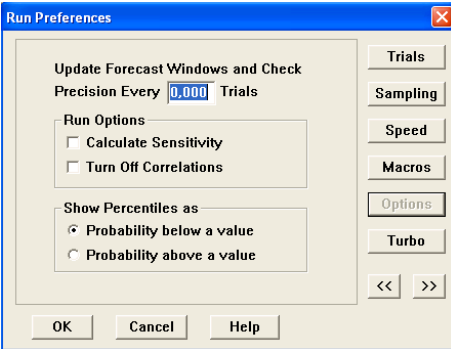 Run Preferences
Update Forecast Windows and Check
Precision Every 0,000 Trials
Run Options
Calculate Sensitivity
Turn Off Correlations
Show Percentiles as
Probability below a value
Probability above a value
Trials
Sampling
Speed
Macros
Options
Turbo
<< >>
OK Cancel Help